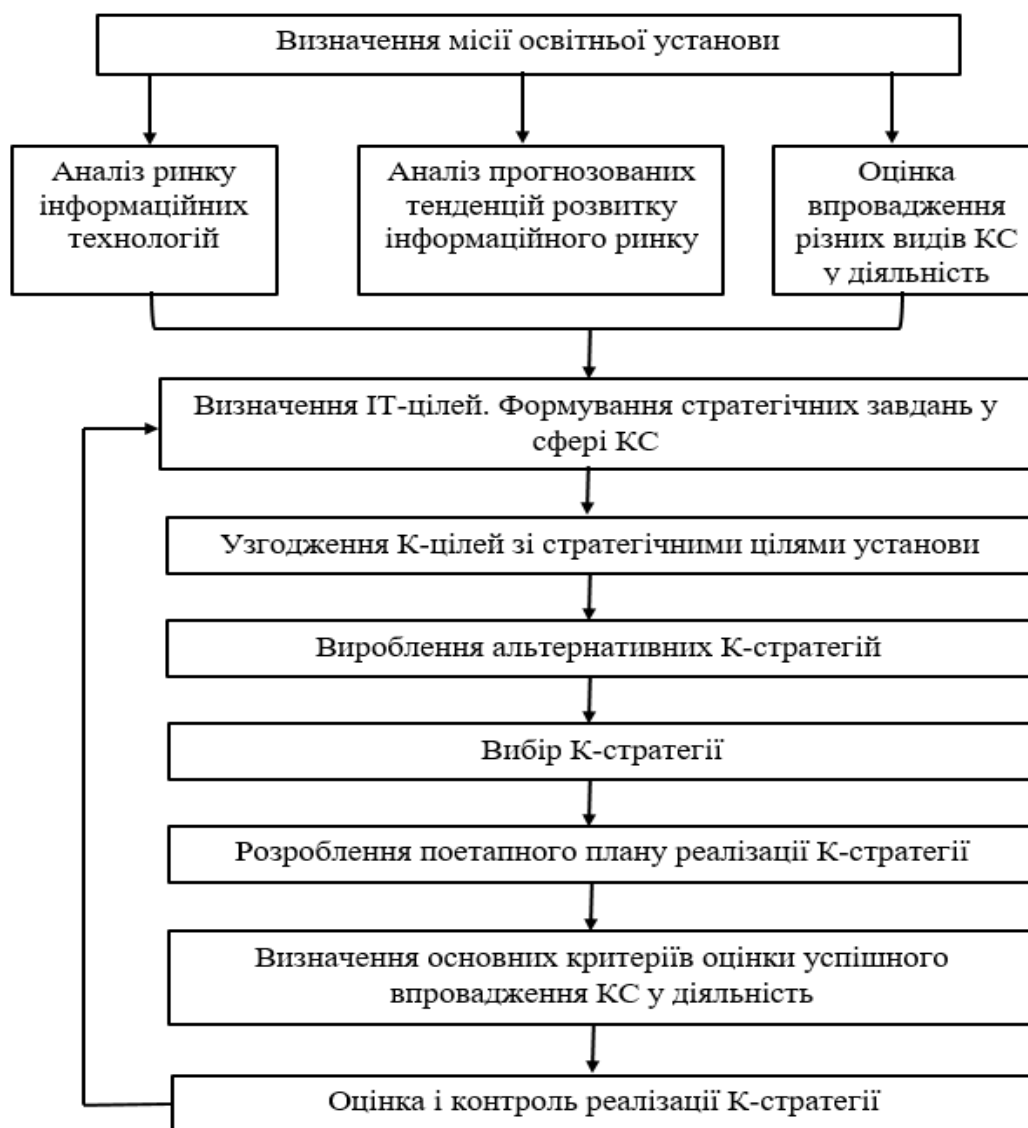 Визначення місії освітньої установи
Аналіз ринку
інформаційних
технологій
Аналіз прогнозованих
тенденцій розвитку
інформаційного ринку
Оцінка
впровадження
різних видів КС
у діяльність
Визначення ІТ-цілей. Формування стратегічних завдань у
сфері КС
Узгодження К-цілей зі стратегічними цілями установи
Вироблення альтернативних К-стратегій
Вибір К-стратегії
Розроблення поетапного плану реалізації К-стратегії
Визначення основних критеріїв оцінки успішного
впровадження КС у діяльність
Оцінка і контроль реалізації К-стратегії